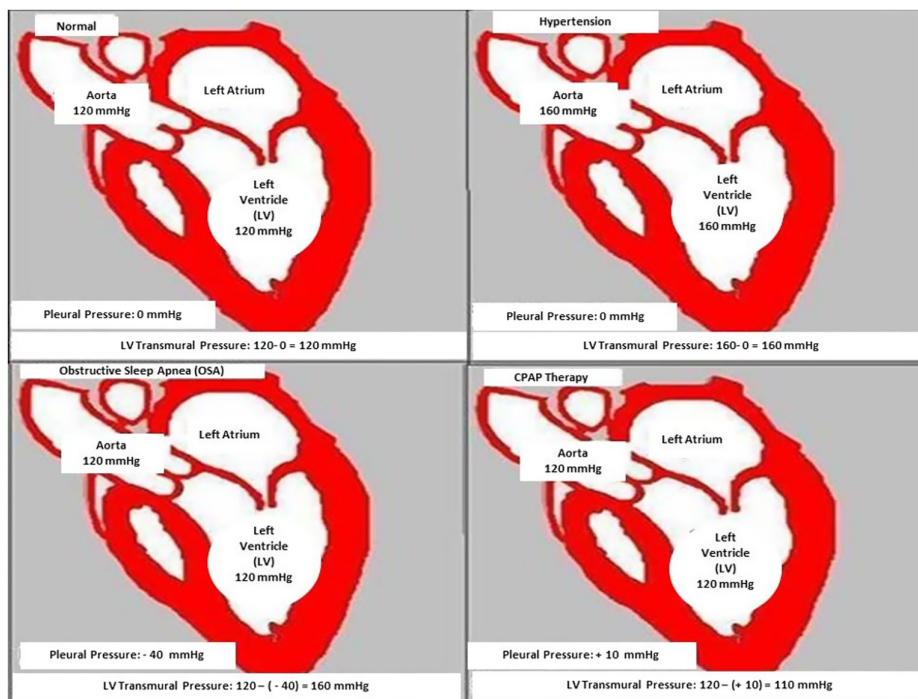 Normal
Aorta
120 mmHg
Left Atrium
Left
Ventricle
(LV)
120 mmHg
Pleural Pressure: 0 mmHg
LV Transmural Pressure: 120- 0 = 120 mmHg
Hypertension
Aorta
160 mmHg
Left Atrium
Left
Ventricle
(LV)
160 mmHg
Pleural Pressure: 0 mmHg
LV Transmural Pressure: 160- 0 = 160 mmHg
Obstructive Sleep Apnea (OSA)
Aorta
120 mmHg
Left Atrium
Left
Ventricle
(LV)
120 mmHg
Pleural Pressure: - 40 mmHg
LV Transmural Pressure: 120 – ( - 40) = 160 mmHg
CPAP Therapy
Aorta
120 mmHg
Left Atrium
Left
Ventricle
(LV)
120 mmHg
Pleural Pressure: + 10 mmHg
LV Transmural Pressure: 120 – (+ 10) = 110 mmHg